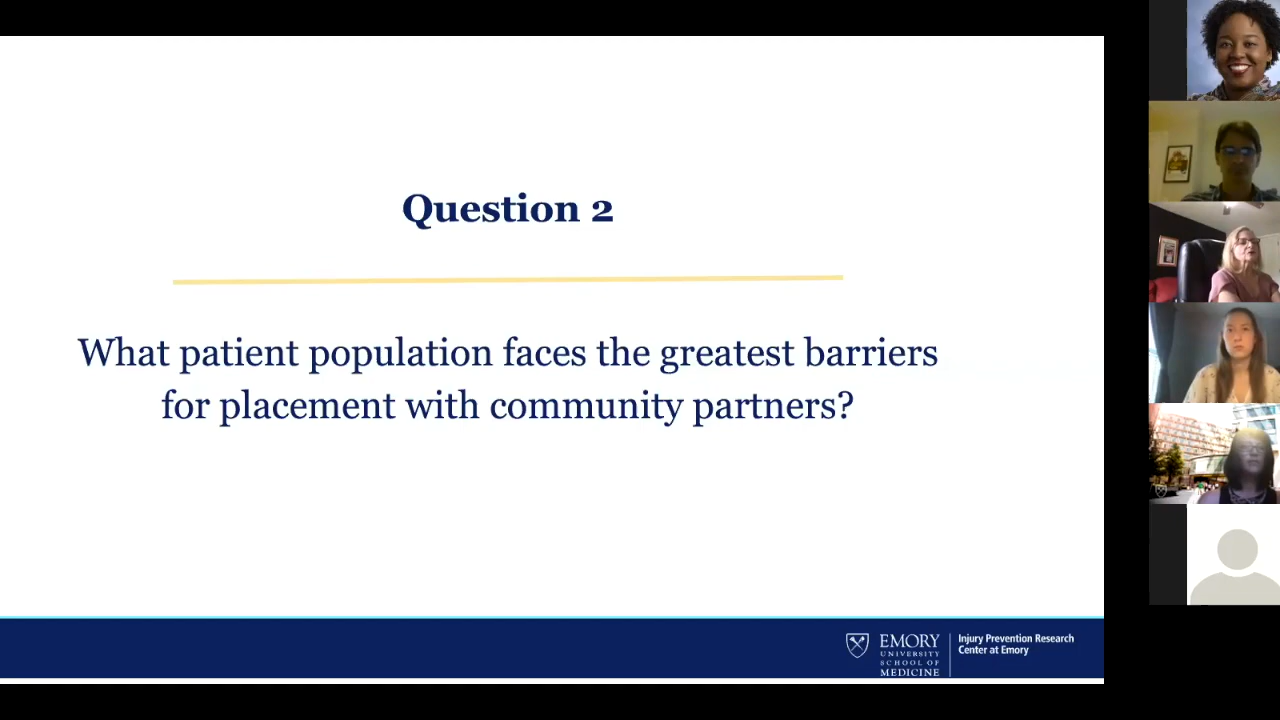 Question 2
What patient population faces the greatest barriers
for placement with community partners?
EMORY
UNIVERSITY
SCHOOL OF
MEDICINE
Injury Prevention Research
Center at Emory